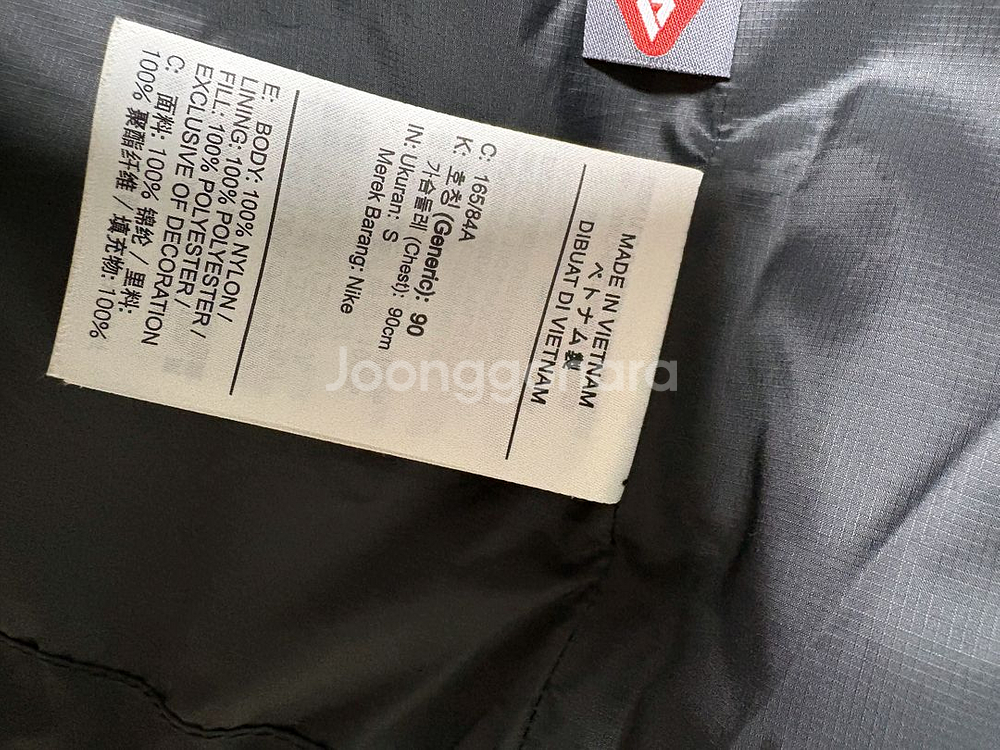 MADE IN VIETNAM
ベトナム製
DIBUAT DI VIETNAM
C: 165/84A
K: 호칭 (Generic): 90
가슴둘레 (Chest): 90cm
IN: Ukuran: S
Merek Barang: Nike
E: BODY: 100% NYLON /
LINING: 100% POLYESTER /
FILL: 100% POLYESTER /
EXCLUSIVE OF DECORATION
C: 面料: 100% 锦纶 / 里料:
100% 聚酯纤维 / 填充物: 100%
Joonggonara